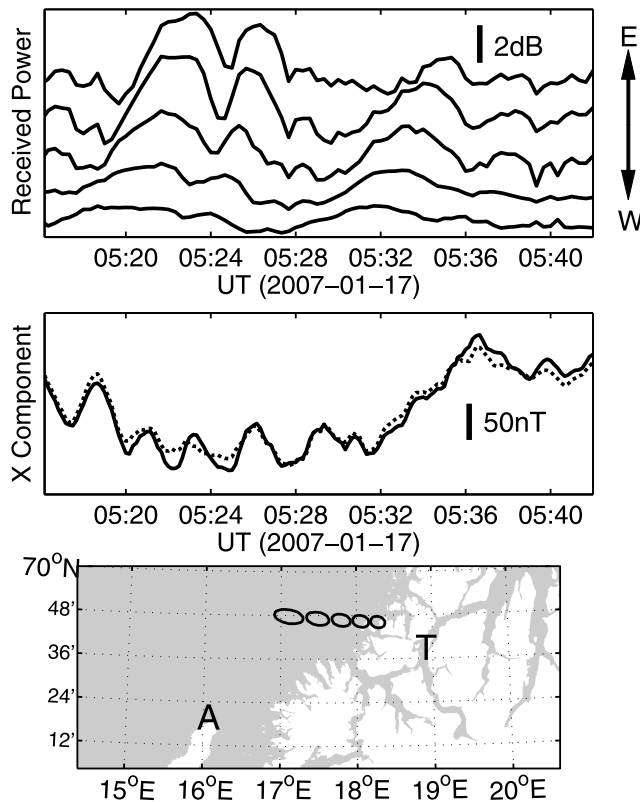 Received Power
2dB
E
W
05:20 05:24 05:28 05:32 05:36 05:40
UT (2007–01–17)
X Component
50nT
05:20 05:24 05:28 05:32 05:36 05:40
UT (2007–01–17)
70°N
48'
36'
24'
12'
T
A
15°E 16°E 17°E 18°E 19°E 20°E